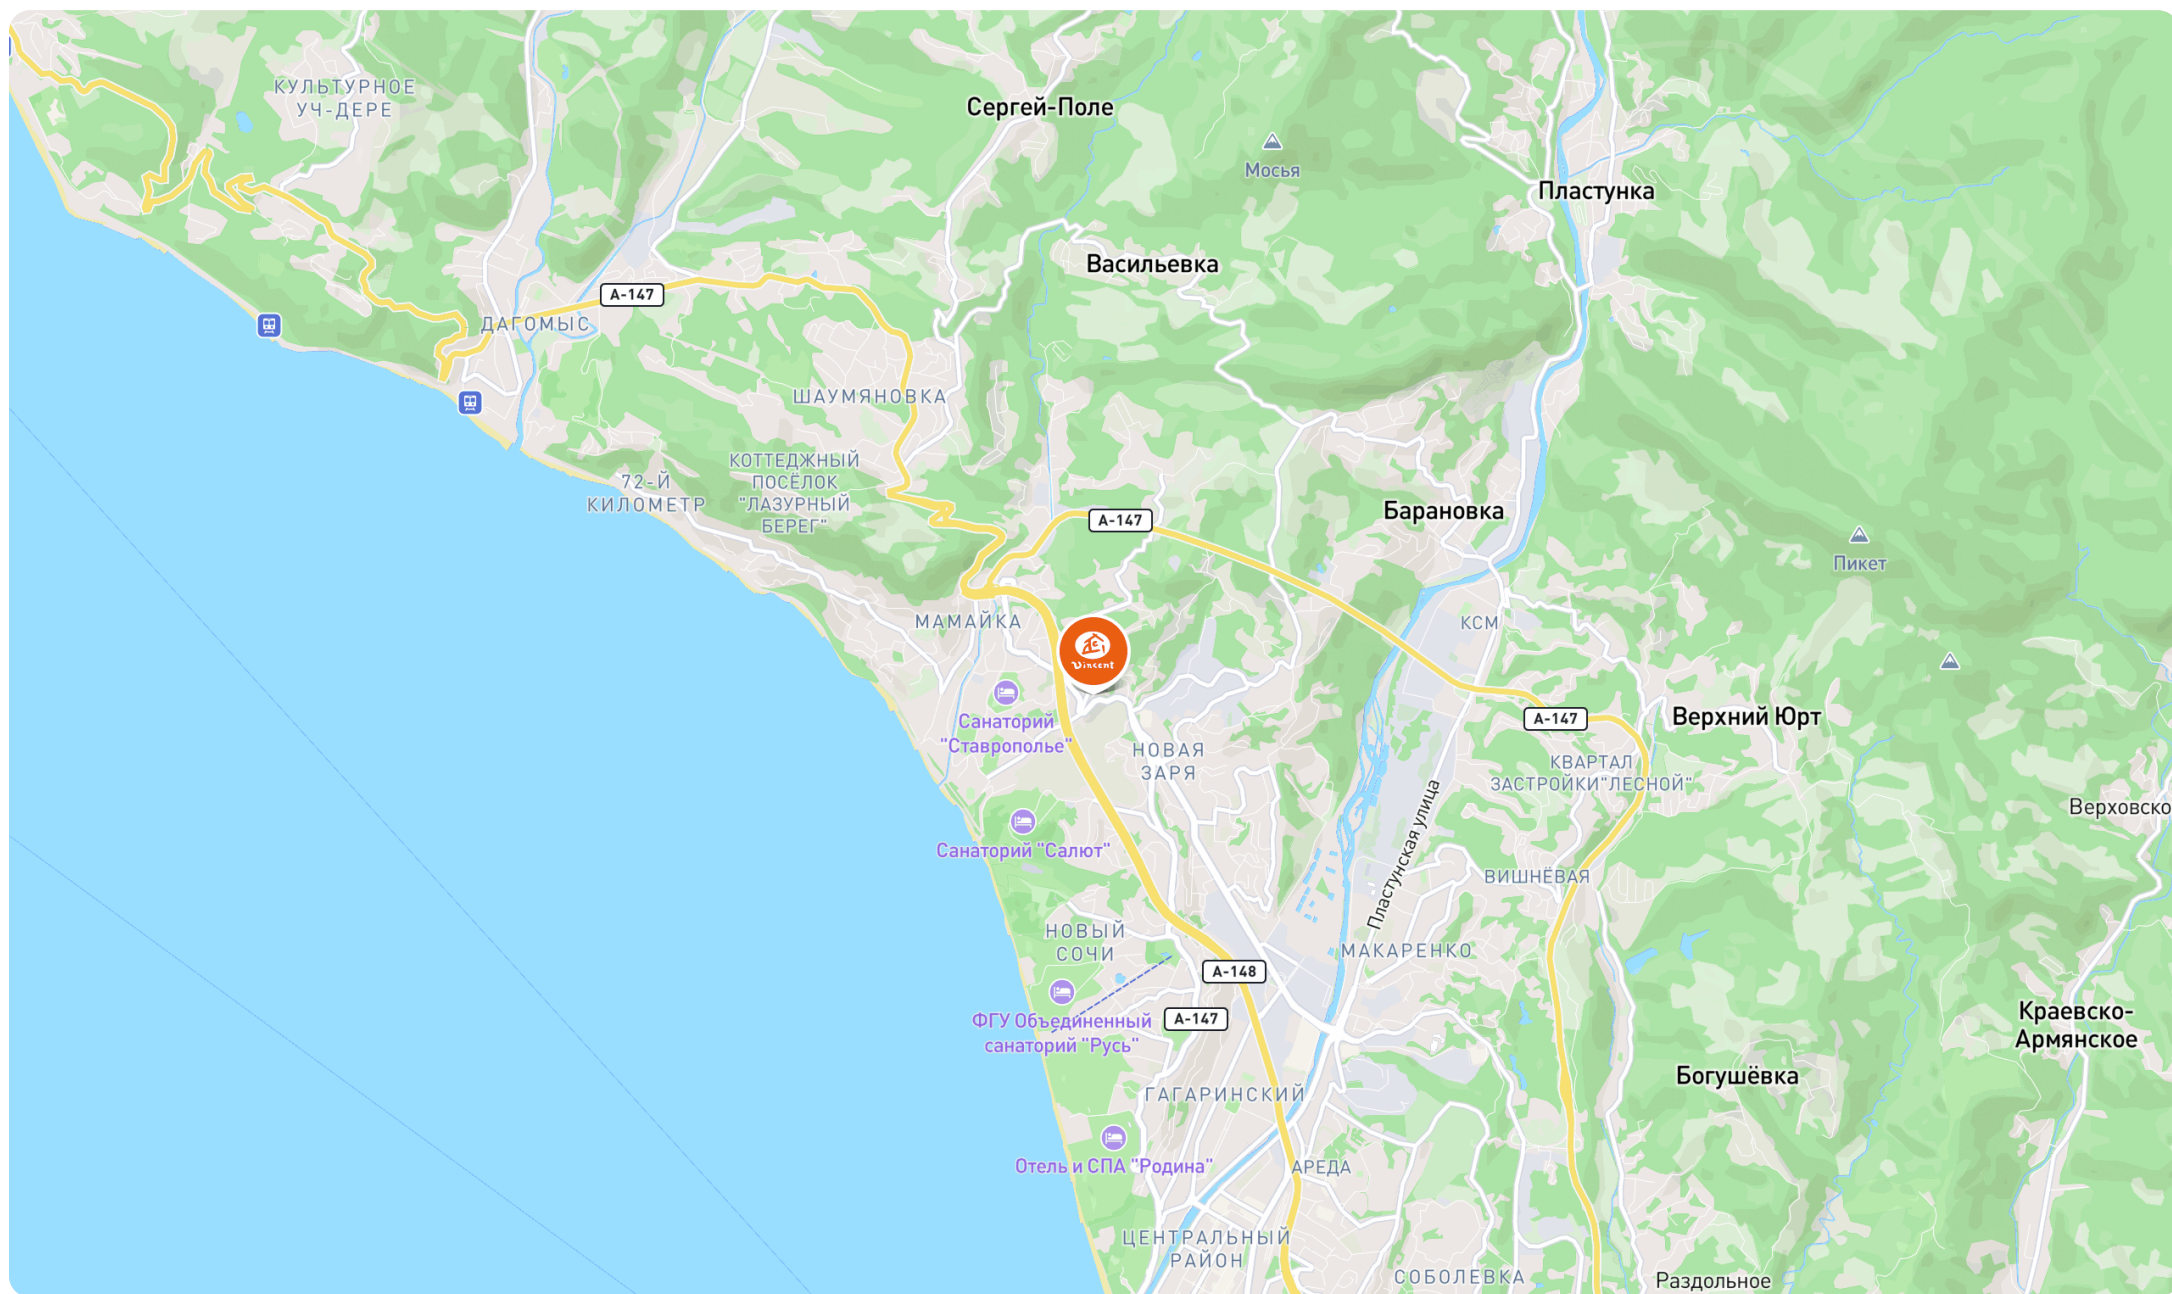 КУЛЬТУРНОЕ
УЧ-ДЕРЕ
Сергей-Поле
Мосья
Пластунка
Васильевка
А-147
ДАГОМЫС
ШАУМЯНОВКА
КОТТЕДЖНЫЙ
ПОСЁЛОК
"ЛАЗУРНЫЙ
БЕРЕГ"
72-Й
КИЛОМЕТР
Барановка
А-147
Пикет
МАМАЙКА
КСМ
Vincent
Санаторий
"Ставрополье"
А-147
Верхний Юрт
НОВАЯ
ЗАРЯ
КВАРТАЛ
ЗАСТРОЙКИ"ЛЕСНОЙ"
Верховско
Пластунская улица
Санаторий "Салют"
ВИШНЁВАЯ
НОВЫЙ
СОЧИ
МАКАРЕНКО
А-148
А-147
ФГУ Объединенный
санаторий "Русь"
Краевско-
Армянское
Богушёвка
ГАГАРИНСКИЙ
Отель и СПА "Родина"
АРЕДА
ЦЕНТРАЛЬНЫЙ
РАЙОН
СОБОЛЕВКА
Раздольное